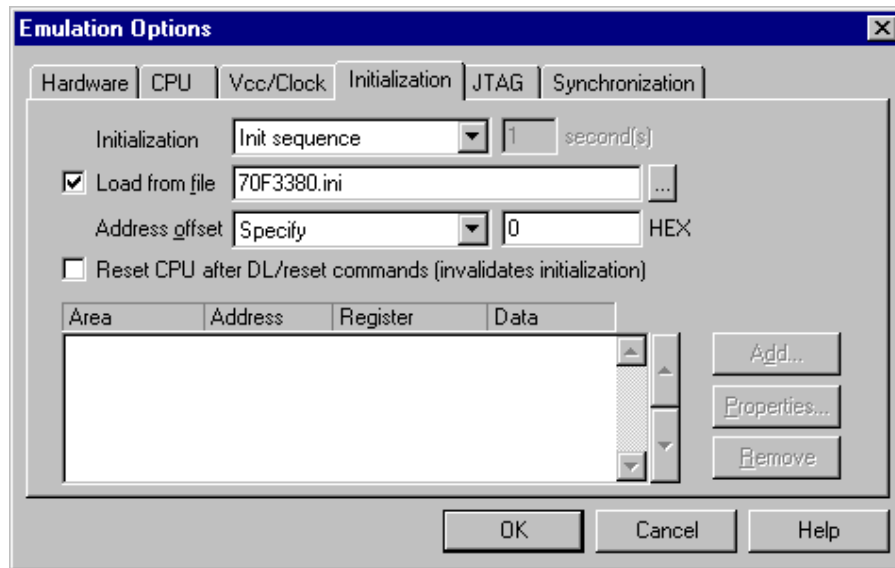 Emulation Options
Hardware CPU Vcc/Clock Initialization JTAG Synchronization
Initialization Init sequence 1 second(s)
Load from file 70F3380.ini ...
Address offset Specify 0 HEX
Reset CPU after DL/reset commands (invalidates initialization)
Area Address Register Data
Add...
Properties...
Remove
OK Cancel Help